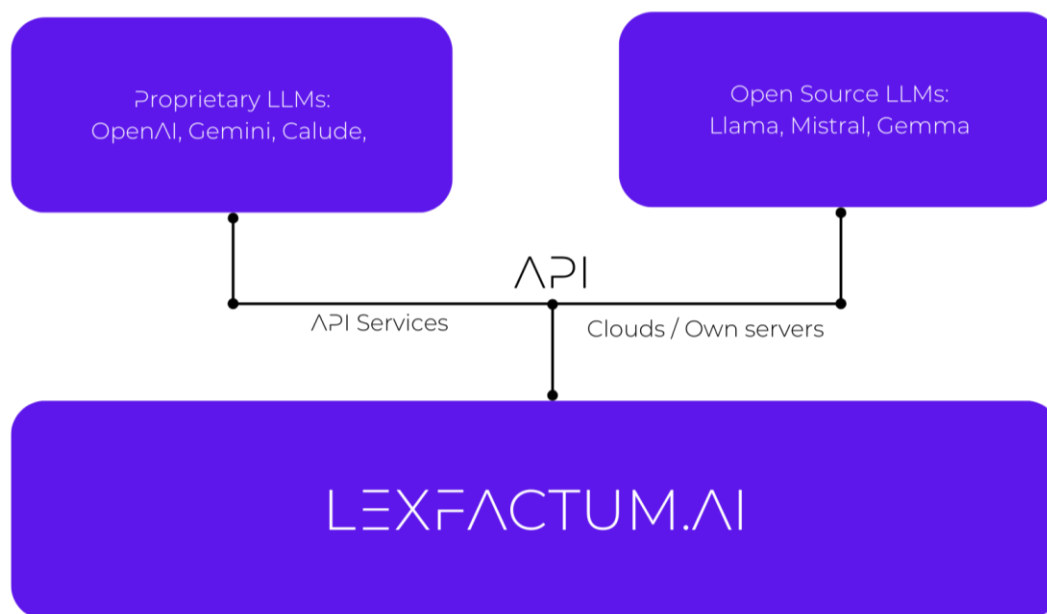 Proprietary LLMs:
OpenAI, Gemini, Calude,
Open Source LLMs:
Llama, Mistral, Gemma
API
API Services
Clouds / Own servers
LEXFACTUM.AI